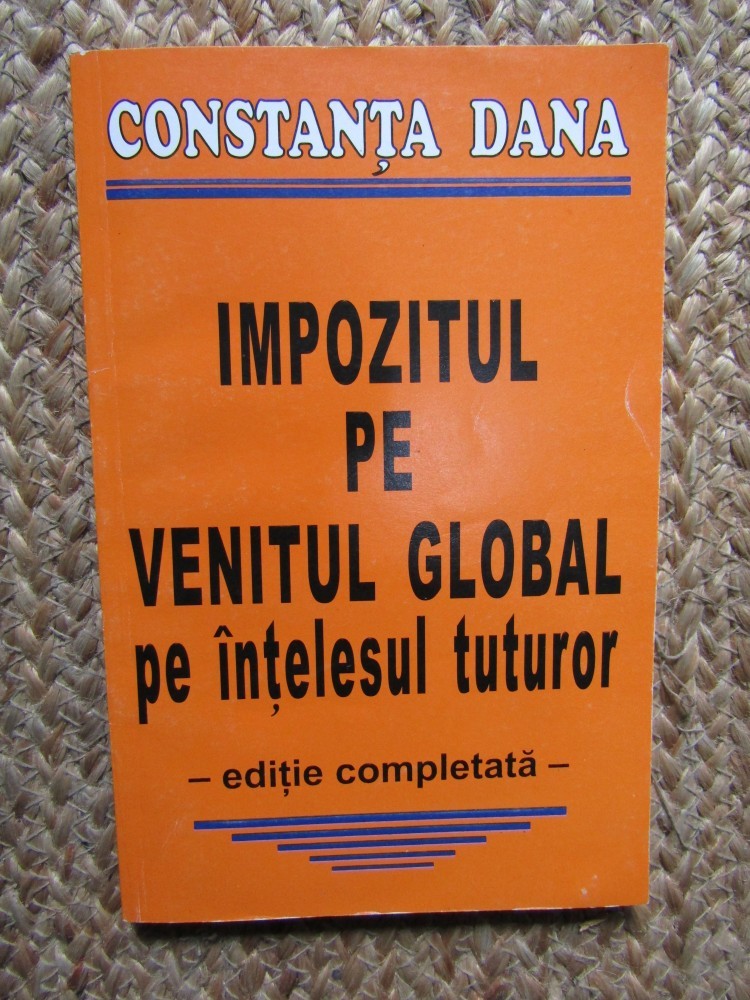 CONSTANȚA DANA
IMPOZITUL
PE
VENITUL GLOBAL
pe înțelesul tuturor
– ediție completată –